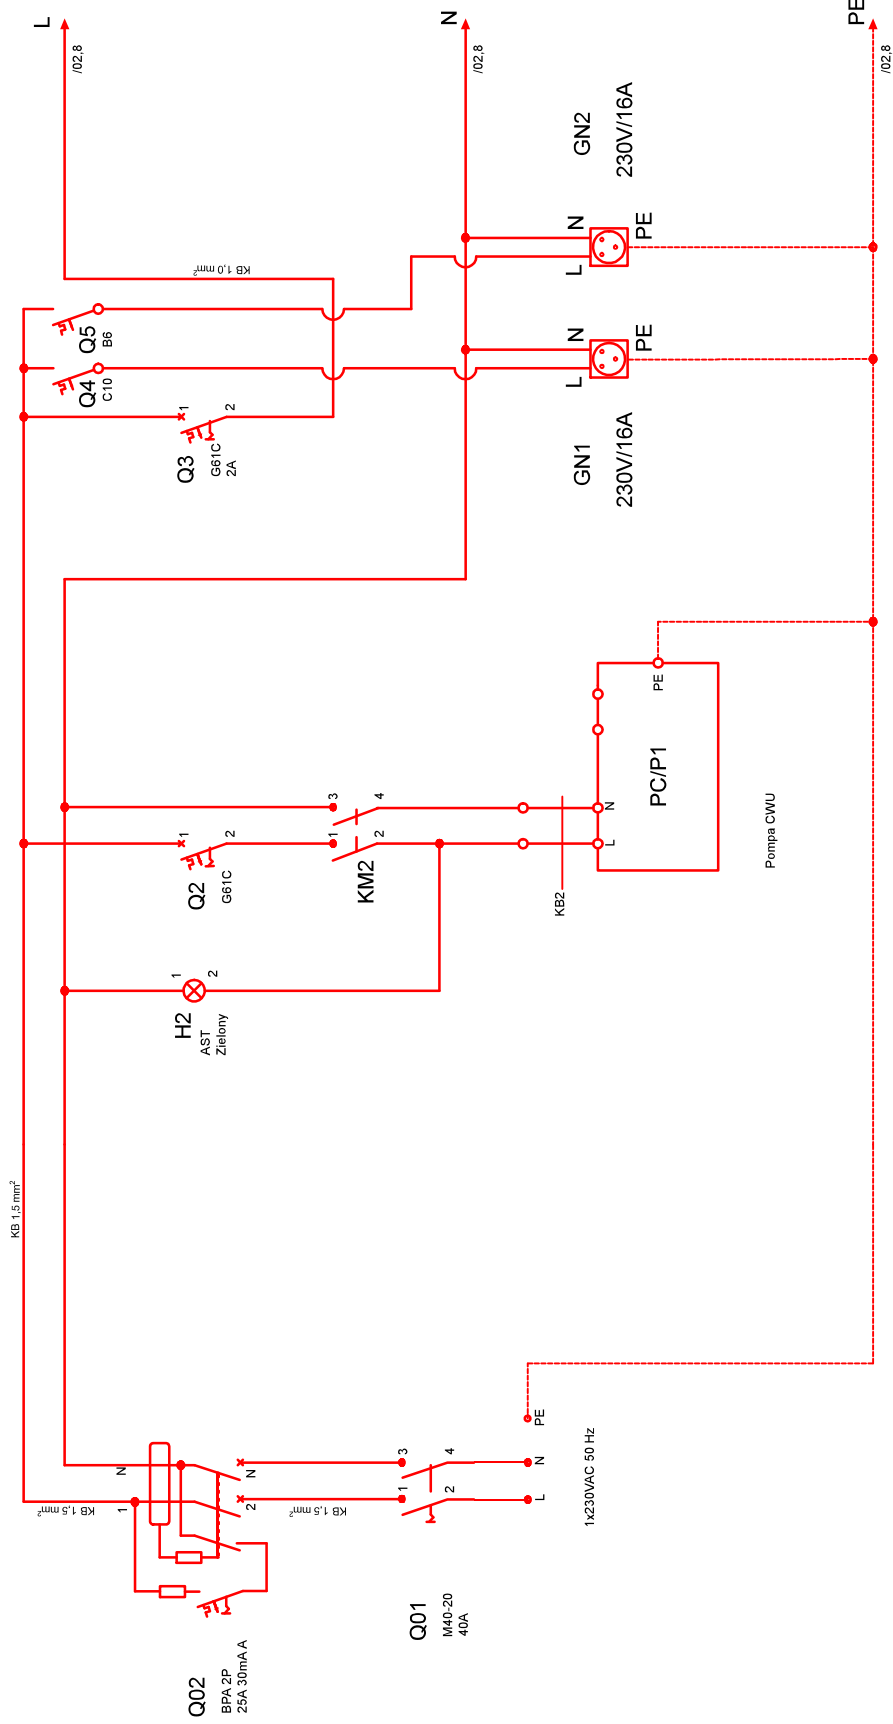 L
/02,8
N
/02,8
PE
/02,8
KB 1,5 mm²
KB 1,0 mm²
Q5
B6
Q4
C10
Q3
G61C
2A
1
2
GN2
230V/16A
N
L
PE
GN1
230V/16A
N
L
PE
Q2
G61C
1
2
KM2
3
4
1
2
H2
AST
Zielony
1
2
KB2
PC/P1
PE
N
L
Pompa CWU
Q02
BPA 2P
25A 30mA A
N
1
KB 1,5 mm²
N
2
KB 1,5 mm²
Q01
M40-20
40A
3
4
1
2
PE
N
L
1x230VAC 50 Hz